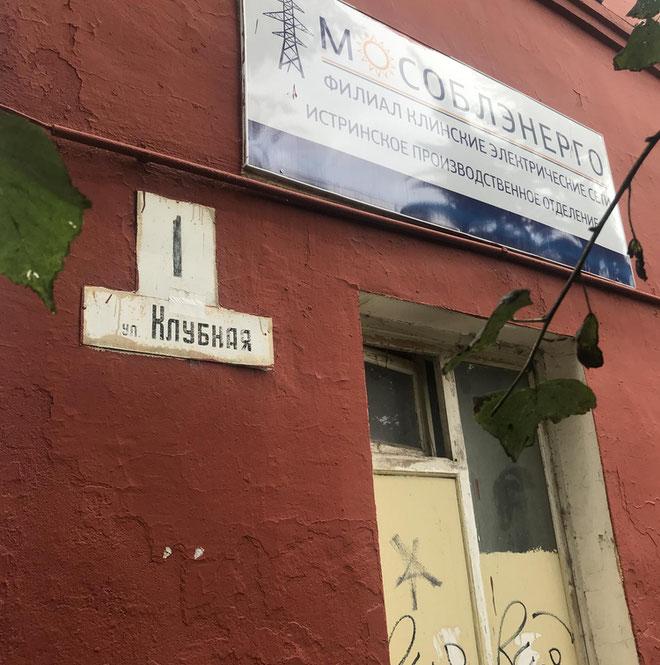 МОСОБЛЭНЕРГО
ФИЛИАЛ КЛИНСКИЕ ЭЛЕКТРИЧЕСКИЕ СЕТИ
ИСТРИНСКОЕ ПРОИЗВОДСТВЕННОЕ ОТДЕЛЕНИЕ
1
ул Клубная